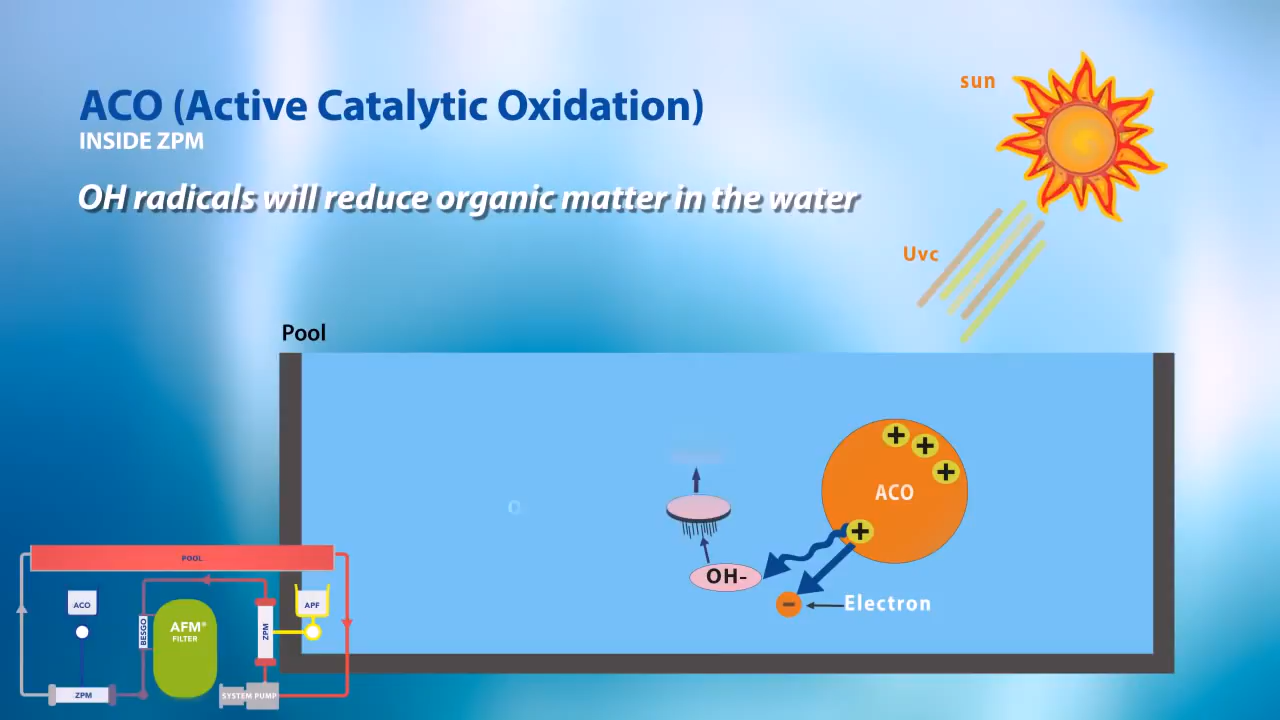 ACO (Active Catalytic Oxidation)
INSIDE ZPM
OH radicals will reduce organic matter in the water
sun
Uvc
Pool
+
+
+
ACO
+
OH-
-
Electron
POOL
ACO
BESGO
AFM®
FILTER
ZPM
APF
ZPM
SYSTEM PUMP